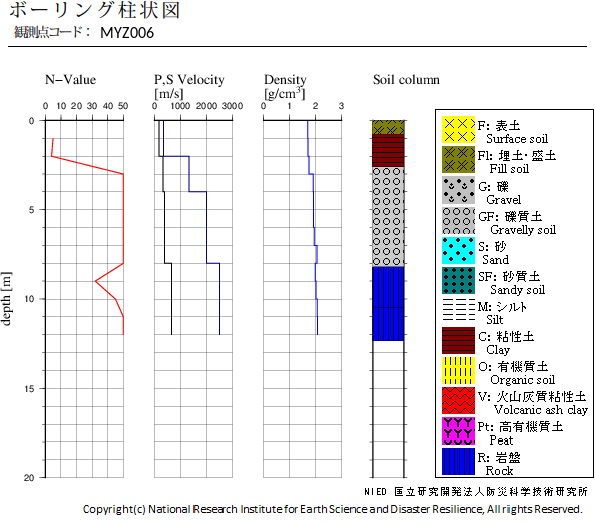 ボーリング柱状図
観測点コード： MYZ006
N-Value
0 10 20 30 40 50
P,S Velocity
[m/s]
0 1000 2000 3000
Density
[g/cm3]
0 1 2 3
Soil column
0
5
10
15
20
depth [m]
F: 表土
Surface soil
Fl: 埋土・盛土
Fill soil
G: 礫
Gravel
GF: 礫質土
Gravelly soil
S: 砂
Sand
SF: 砂質土
Sandy soil
M: シルト
Silt
C: 粘性土
Clay
O: 有機質土
Organic soil
V: 火山灰質粘性土
Volcanic ash clay
Pt: 高有機質土
Peat
R: 岩盤
Rock
NIED 国立研究開発法人防災科学技術研究所
Copyright(c) National Research Institute for Earth Science and Disaster Resilience, All rights Reserved.